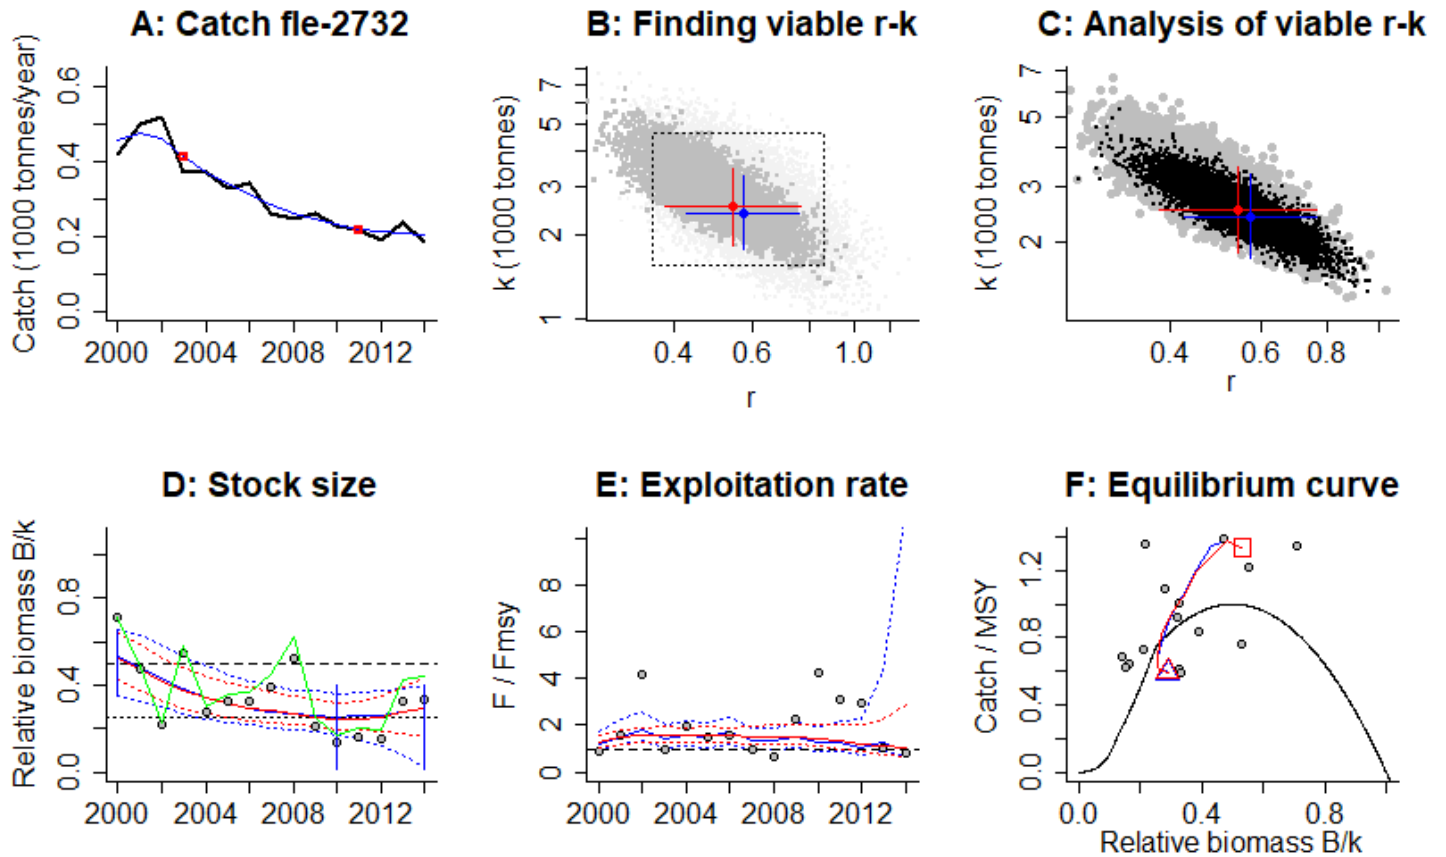 A: Catch fle-2732
Catch (1000 tonnes/year)
0.0 0.2 0.4 0.6
2000 2004 2008 2012
B: Finding viable r-k
k (1000 tonnes)
1 2 3 5 7
0.4 0.6 1.0
r
C: Analysis of viable r-k
k (1000 tonnes)
2 3 5 7
0.4 0.6 0.8
r
D: Stock size
Relative biomass B/k
0.0 0.4 0.8
2000 2004 2008 2012
E: Exploitation rate
F / Fmsy
0 2 4 6 8
2000 2004 2008 2012
F: Equilibrium curve
Catch / MSY
0.0 0.4 0.8 1.2
0.0 0.4 0.8
Relative biomass B/k